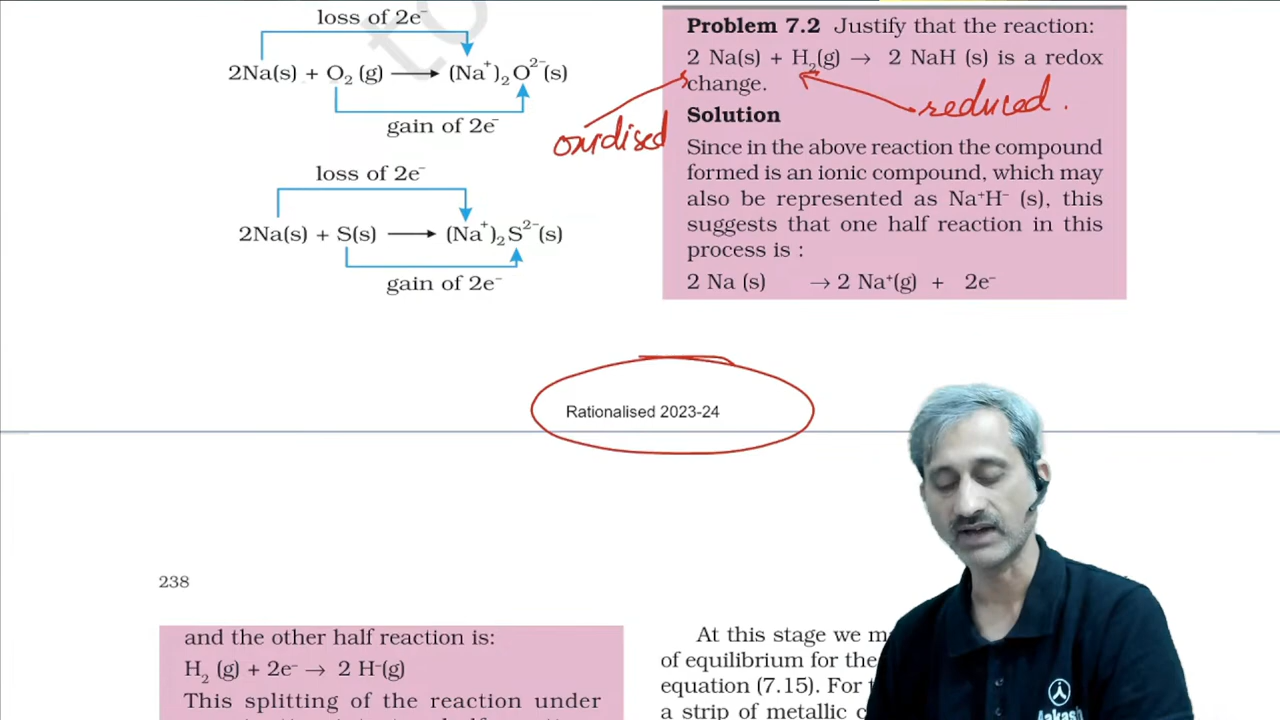 loss of 2e⁻
2Na(s) + O₂ (g) ⟶ (Na⁺)₂O²⁻(s)
gain of 2e⁻
loss of 2e⁻
2Na(s) + S(s) ⟶ (Na⁺)₂S²⁻(s)
gain of 2e⁻
to
Problem 7.2 Justify that the reaction:
2 Na(s) + H₂(g) → 2 NaH (s) is a redox
change.
oxidised
reduced.
Solution
Since in the above reaction the compound
formed is an ionic compound, which may
also be represented as Na⁺H⁻ (s), this
suggests that one half reaction in this
process is :
2 Na (s) → 2 Na⁺(g) + 2e⁻
Rationalised 2023-24
238
and the other half reaction is:
H₂ (g) + 2e⁻ → 2 H⁻(g)
This splitting of the reaction under
At this stage we
of equilibrium for the
equation (7.15). For
a strip of metallic
Aakash